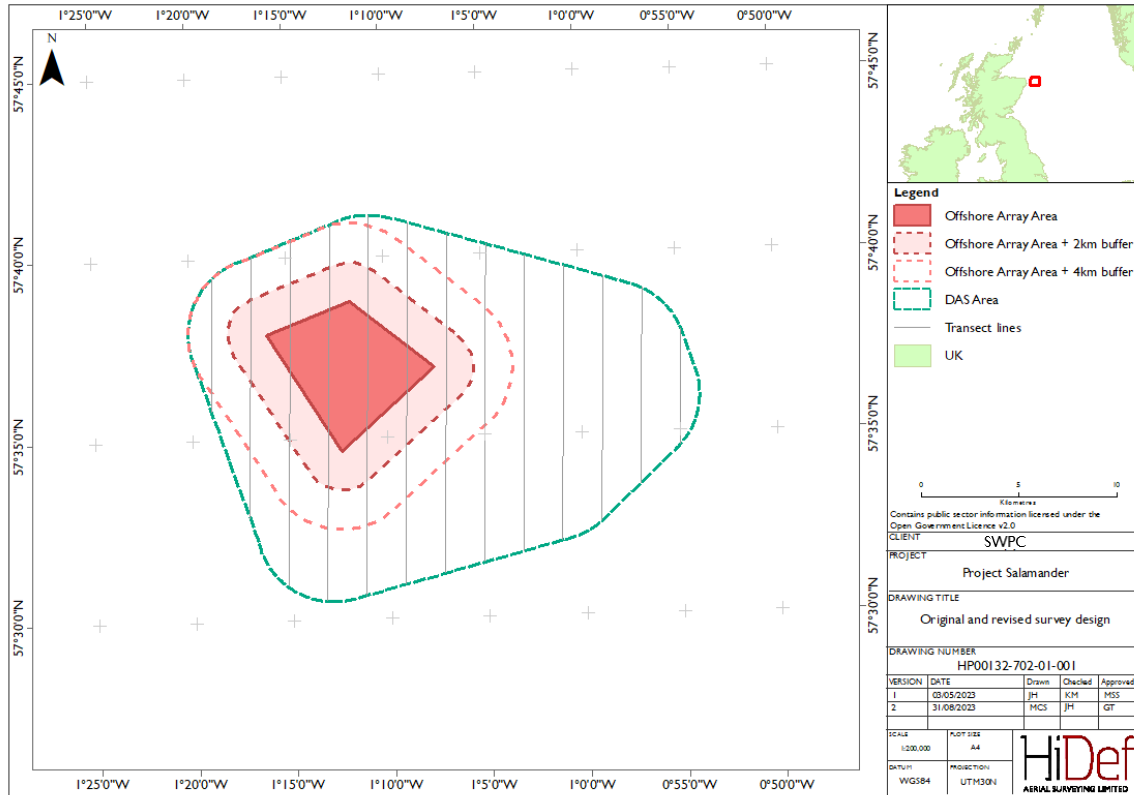 1°25'0"W 1°20'0"W 1°15'0"W 1°10'0"W 1°5'0"W 1°0'0"W 0°55'0"W 0°50'0"W
N
57°45'0"N
57°40'0"N
57°35'0"N
57°30'0"N
57°45'0"N
57°40'0"N
57°35'0"N
57°30'0"N
1°25'0"W 1°20'0"W 1°15'0"W 1°10'0"W 1°5'0"W 1°0'0"W 0°55'0"W 0°50'0"W
Legend
Offshore Array Area
Offshore Array Area + 2km buffer
Offshore Array Area + 4km buffer
DAS Area
Transect lines
UK
0 5 10
Kilometres
Contains public sector information licensed under the
Open Government Licence v2.0
CLIENT
SWPC
PROJECT
Project Salamander
DRAWING TITLE
Original and revised survey design
DRAWING NUMBER
HP00132-702-01-001
VERSION DATE Drawn Checked Approved
1 03/05/2023 JH KM MSS
2 31/08/2023 MCS JH GT
SCALE PLOT SIZE
1:200,000 A4
DATUM PROJECTION
WGS84 UTM30N
HiDef
AERIAL SURVEYING LIMITED